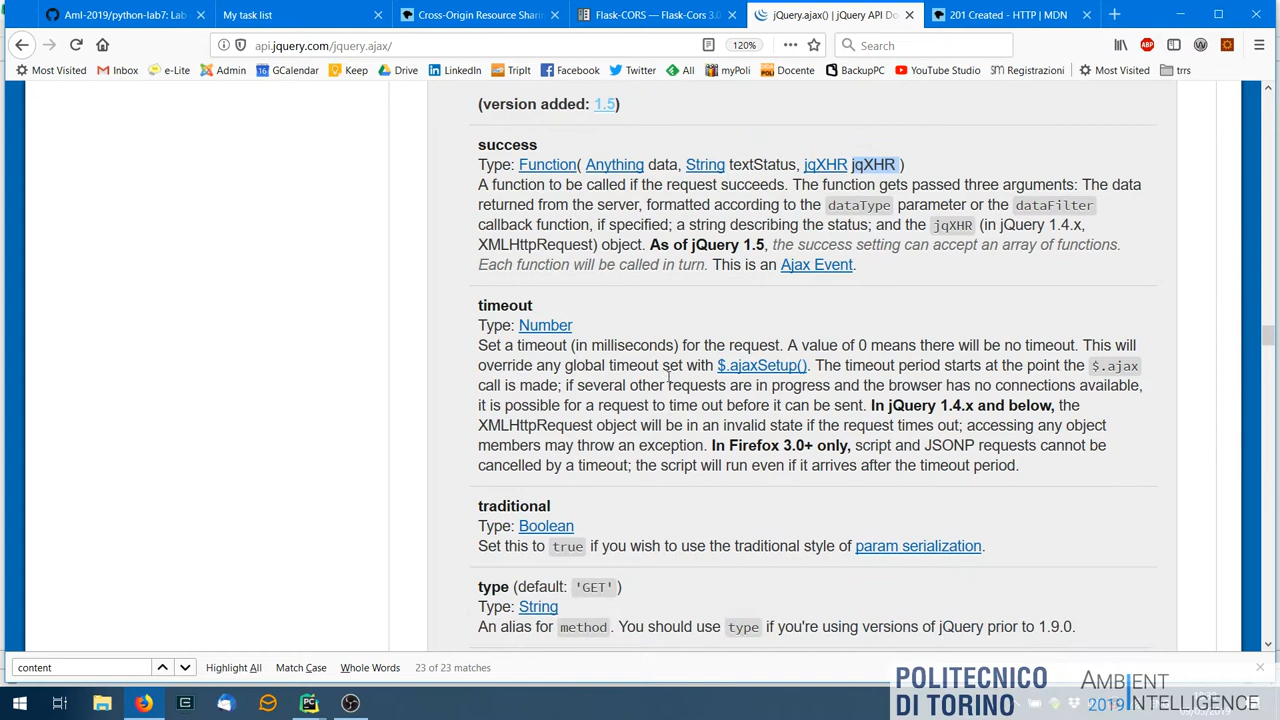 AmI-2019/python-lab7: Lab
My task list
Cross-Origin Resource Sharin
Flask-CORS — Flask-Cors 3.0
jQuery.ajax() | jQuery API Do
201 Created - HTTP | MDN
api.jquery.com/jquery.ajax/
120%
Search
Most Visited
Inbox
e-Lite
Admin
GCalendar
Keep
Drive
LinkedIn
TripIt
Facebook
Twitter
All
myPoli
Docente
BackupPC
YouTube Studio
Registrazioni
Most Visited
trrs
(version added: 1.5)
success
Type: Function( Anything data, String textStatus, jqXHR jqXHR )
A function to be called if the request succeeds. The function gets passed three arguments: The data
returned from the server, formatted according to the dataType parameter or the dataFilter
callback function, if specified; a string describing the status; and the jqXHR (in jQuery 1.4.x,
XMLHttpRequest) object. As of jQuery 1.5, the success setting can accept an array of functions.
Each function will be called in turn. This is an Ajax Event.
timeout
Type: Number
Set a timeout (in milliseconds) for the request. A value of 0 means there will be no timeout. This will
override any global timeout set with $.ajaxSetup(). The timeout period starts at the point the $.ajax
call is made; if several other requests are in progress and the browser has no connections available,
it is possible for a request to time out before it can be sent. In jQuery 1.4.x and below, the
XMLHttpRequest object will be in an invalid state if the request times out; accessing any object
members may throw an exception. In Firefox 3.0+ only, script and JSONP requests cannot be
cancelled by a timeout; the script will run even if it arrives after the timeout period.
traditional
Type: Boolean
Set this to true if you wish to use the traditional style of param serialization.
type (default: 'GET')
Type: String
An alias for method. You should use type if you're using versions of jQuery prior to 1.9.0.
content
Highlight All
Match Case
Whole Words
23 of 23 matches
POLITECNICO
DI TORINO
AMBIENT
2019 INTELLIGENCE